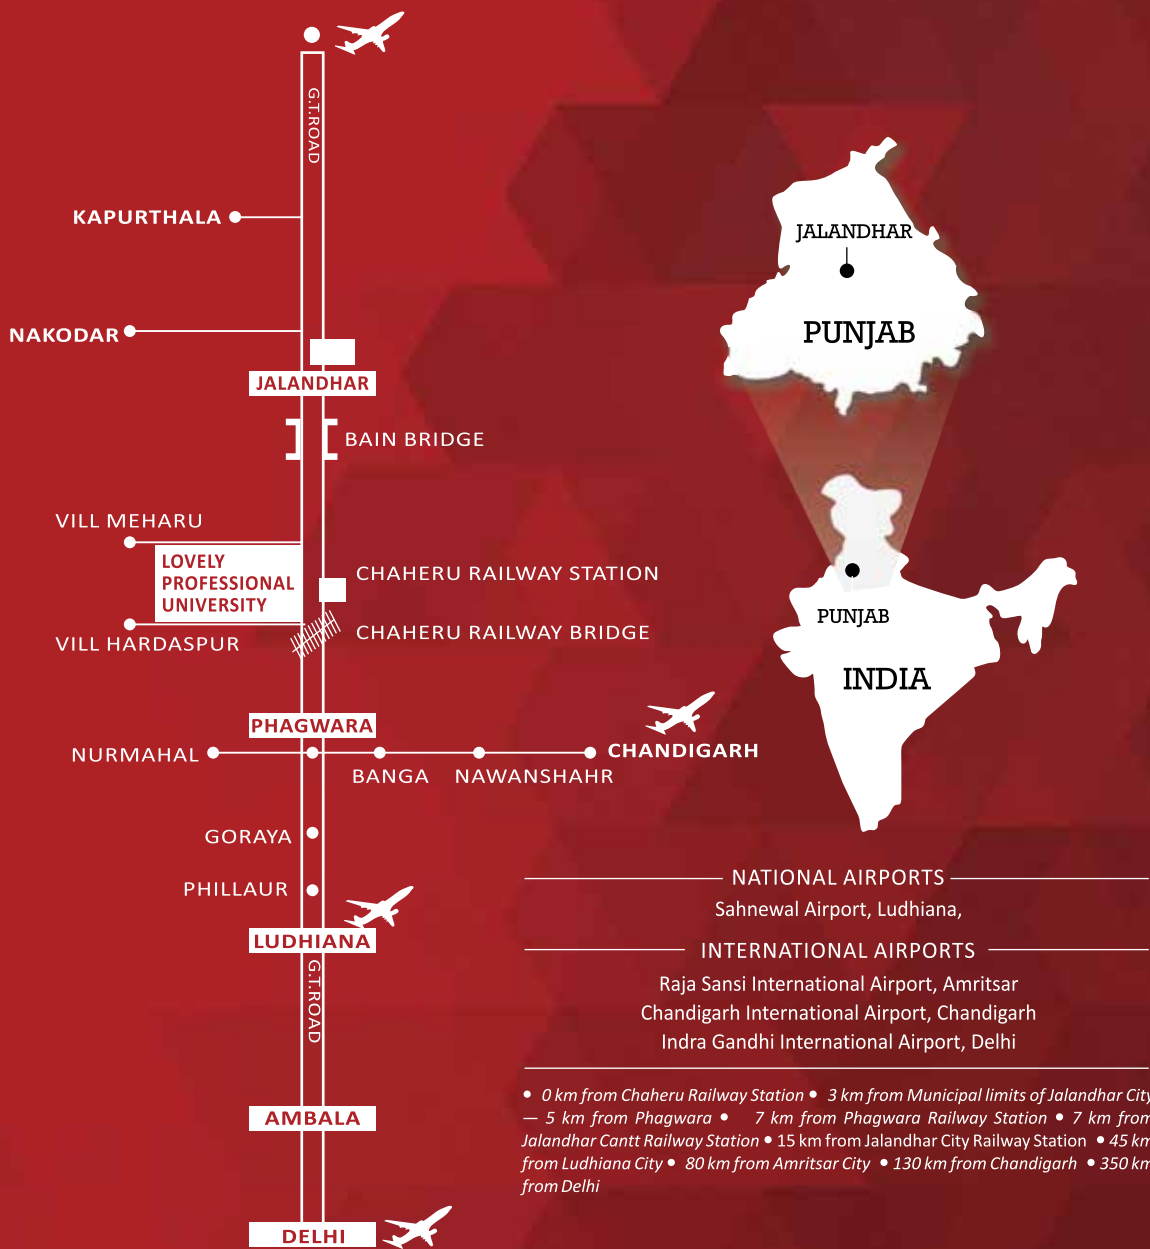 G.T.ROAD
KAPURTHALA
NAKODAR
JALANDHAR
BAIN BRIDGE
VILL MEHARU
LOVELY
PROFESSIONAL
UNIVERSITY
CHAHERU RAILWAY STATION
VILL HARDASPUR
CHAHERU RAILWAY BRIDGE
PHAGWARA
NURMAHAL
BANGA
NAWANSHAHR
CHANDIGARH
GORAYA
PHILLAUR
LUDHIANA
G.T.ROAD
AMBALA
DELHI
JALANDHAR
PUNJAB
PUNJAB
INDIA
NATIONAL AIRPORTS
Sahnewal Airport, Ludhiana,
INTERNATIONAL AIRPORTS
Raja Sansi International Airport, Amritsar
Chandigarh International Airport, Chandigarh
Indra Gandhi International Airport, Delhi
• 0 km from Chaheru Railway Station • 3 km from Municipal limits of Jalandhar City
— 5 km from Phagwara • 7 km from Phagwara Railway Station • 7 km from
Jalandhar Cantt Railway Station • 15 km from Jalandhar City Railway Station • 45 km
from Ludhiana City • 80 km from Amritsar City • 130 km from Chandigarh • 350 km
from Delhi